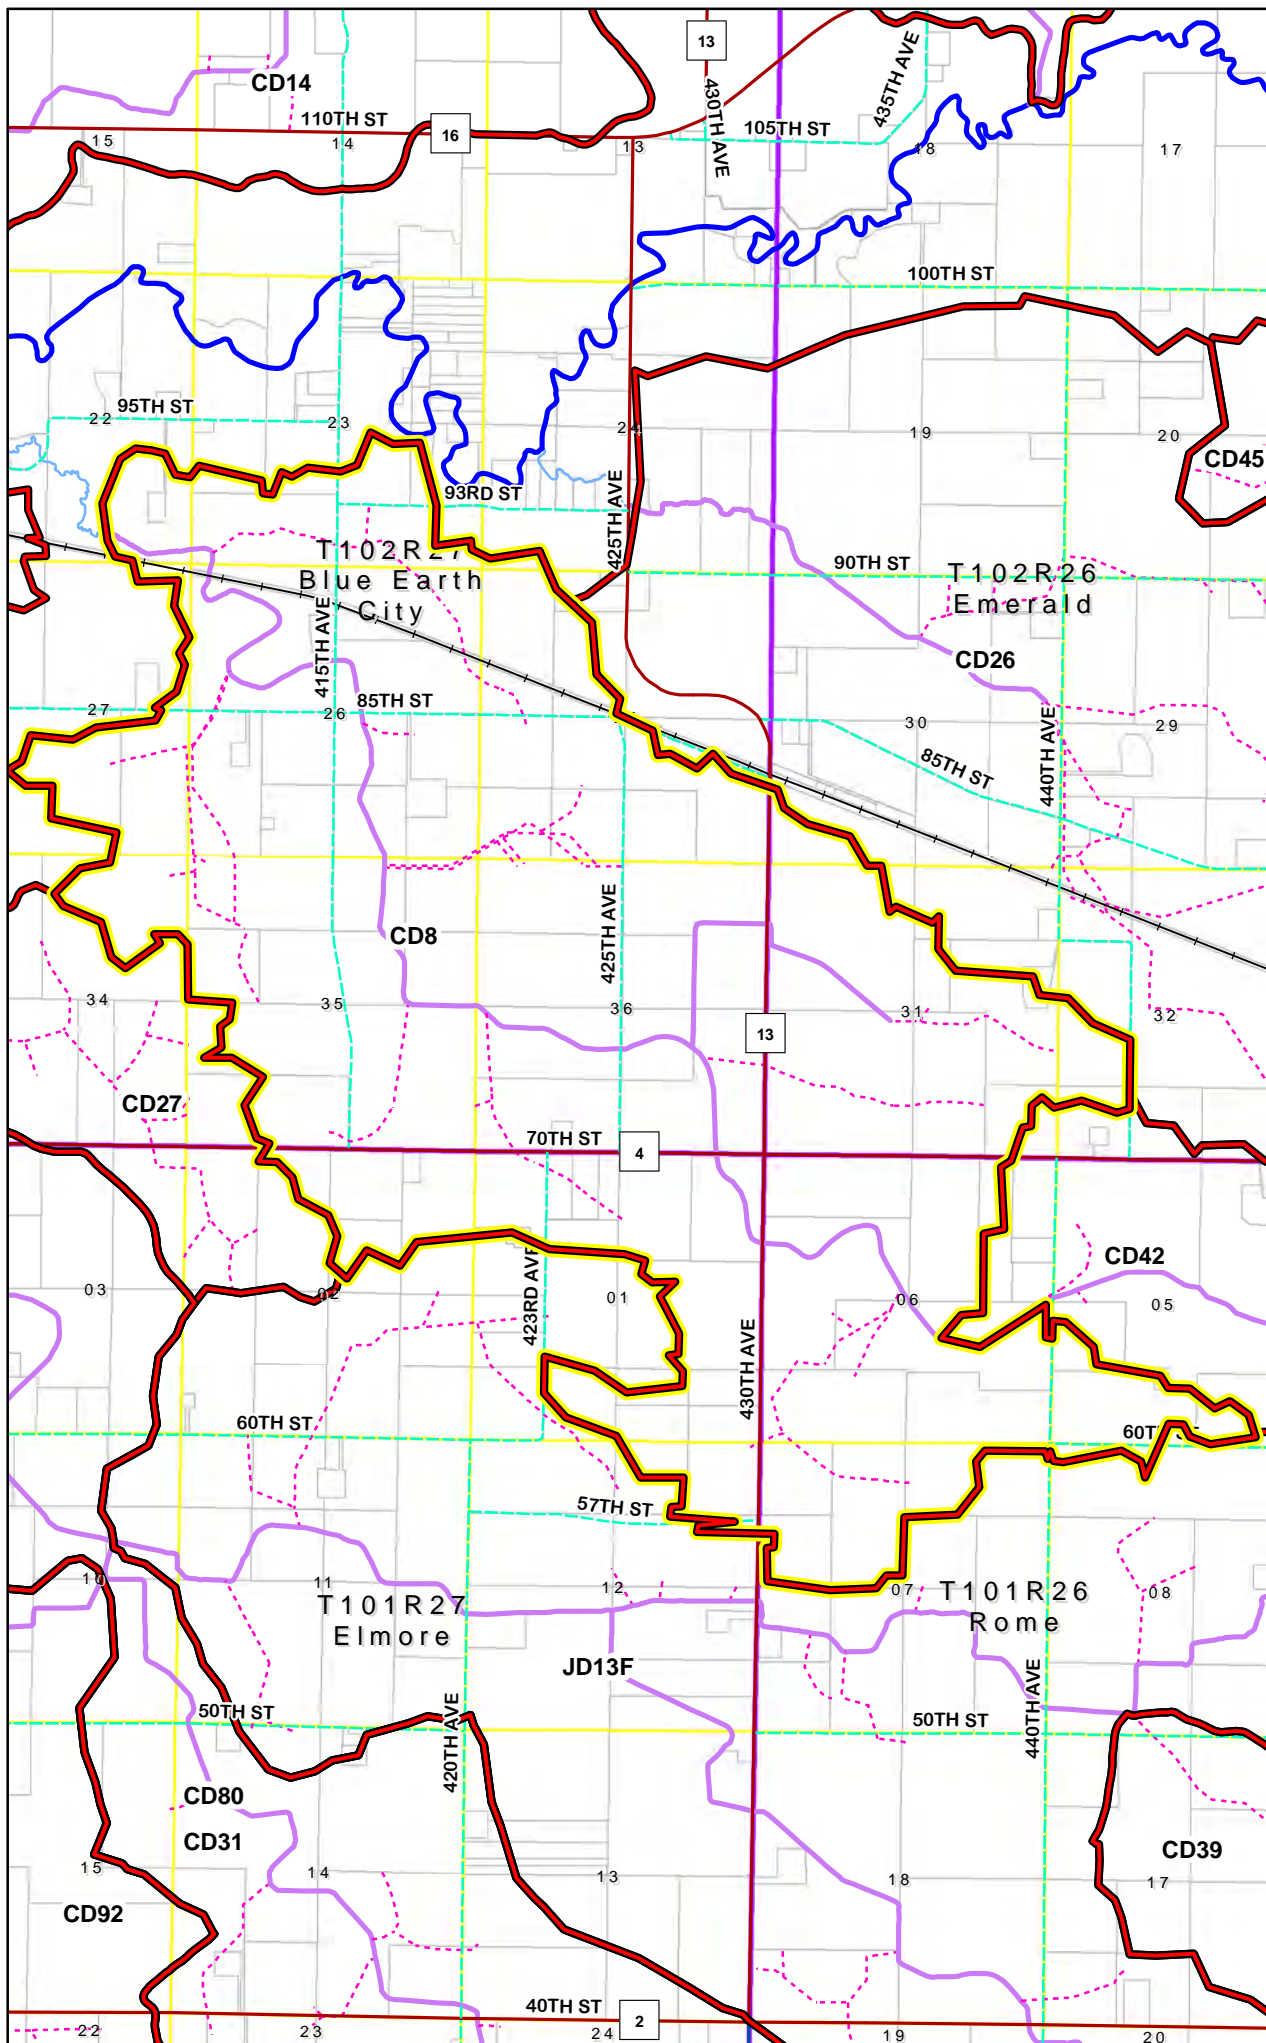 13
435TH AVE
CD14
430TH AVE
110TH ST
105TH ST
16
15
14
13
18
17
100TH ST
95TH ST
22
23
24
19
20
CD45
93RD ST
425TH AVE
T102R27
Blue Earth
City
90TH ST
T102R26
Emerald
415TH AVE
CD26
85TH ST
27
26
30
29
440TH AVE
85TH ST
425TH AVE
CD8
34
35
36
31
32
13
CD27
70TH ST
4
CD42
423RD AVE
03
02
01
06
05
430TH AVE
60TH ST
60TH ST
57TH ST
10
11
12
07
08
T101R27
Elmore
T101R26
Rome
JD13F
440TH AVE
50TH ST
420TH AVE
50TH ST
CD80
CD31
CD39
15
14
13
18
17
CD92
40TH ST
2
22
23
24
19
20